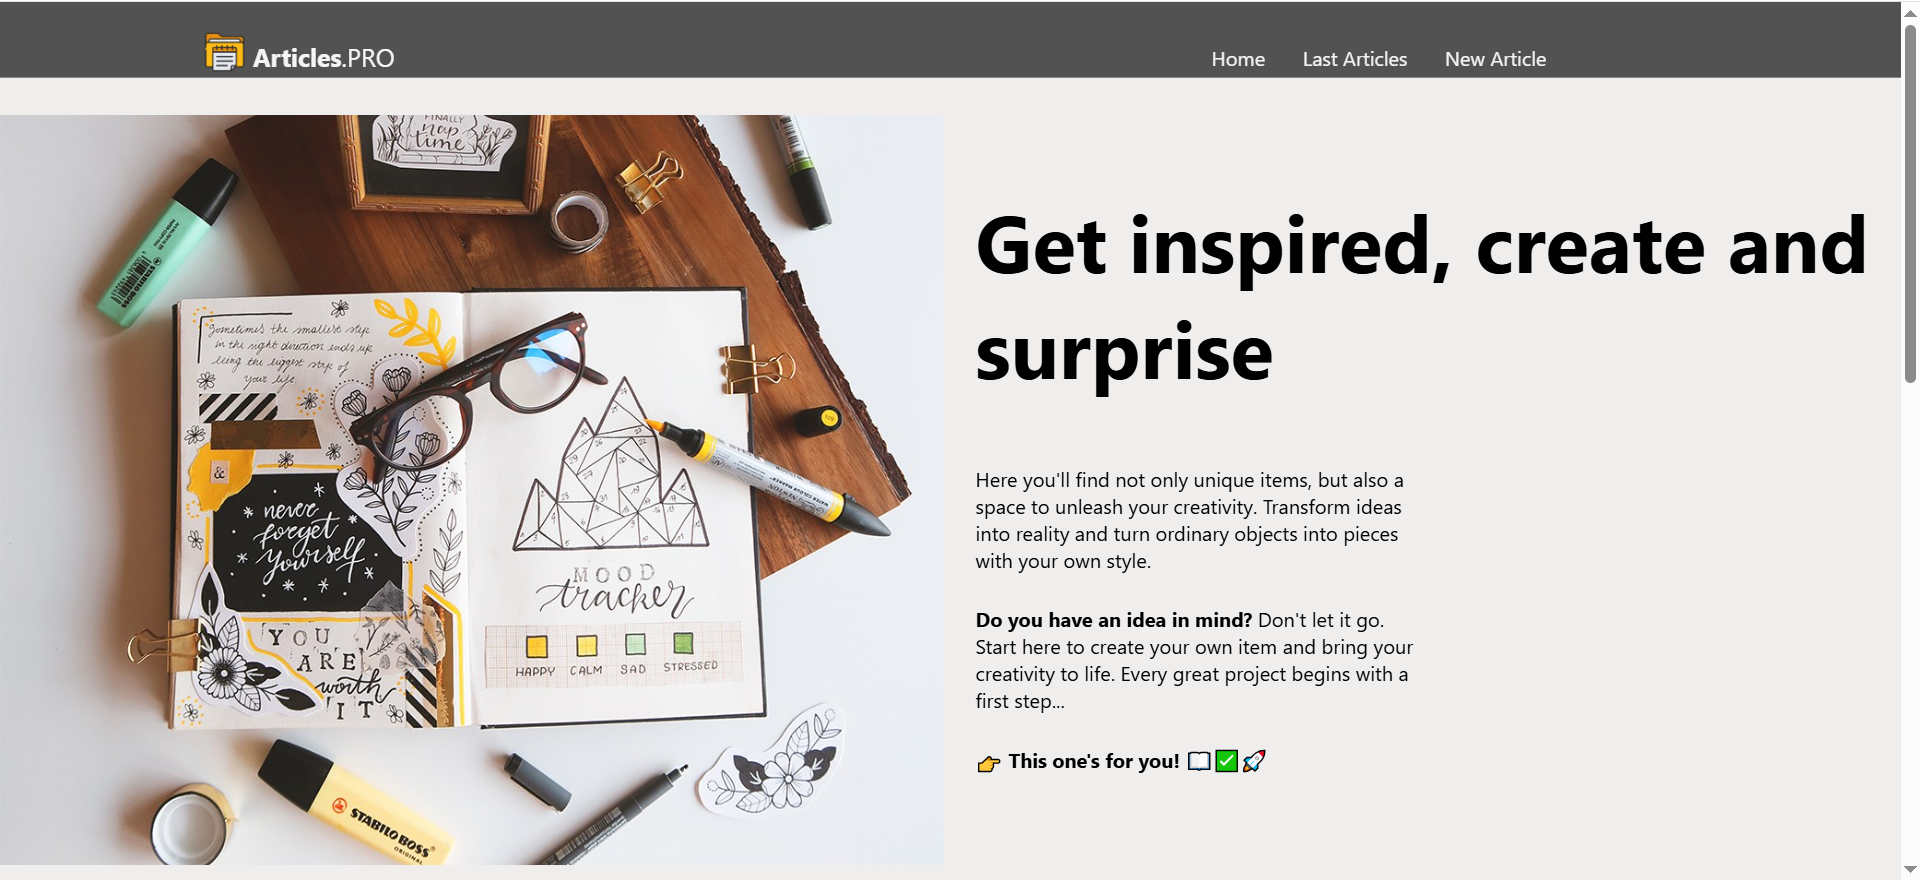 Articles.PRO
Home
Last Articles
New Article
FINALLY
nap
time
Sometimes the smallest step
in the right direction ends up
being the biggest step of
your life.
&
never
forget
yourself
YOU
ARE
worth
IT
MOOD
tracker
HAPPY CALM SAD STRESSED
STABILO BOSS
STABILO BOSS
ORIGINAL
Get inspired, create and
surprise
Here you'll find not only unique items, but also a
space to unleash your creativity. Transform ideas
into reality and turn ordinary objects into pieces
with your own style.
Do you have an idea in mind? Don't let it go.
Start here to create your own item and bring your
creativity to life. Every great project begins with a
first step...
👉 This one's for you! 📖✅🚀